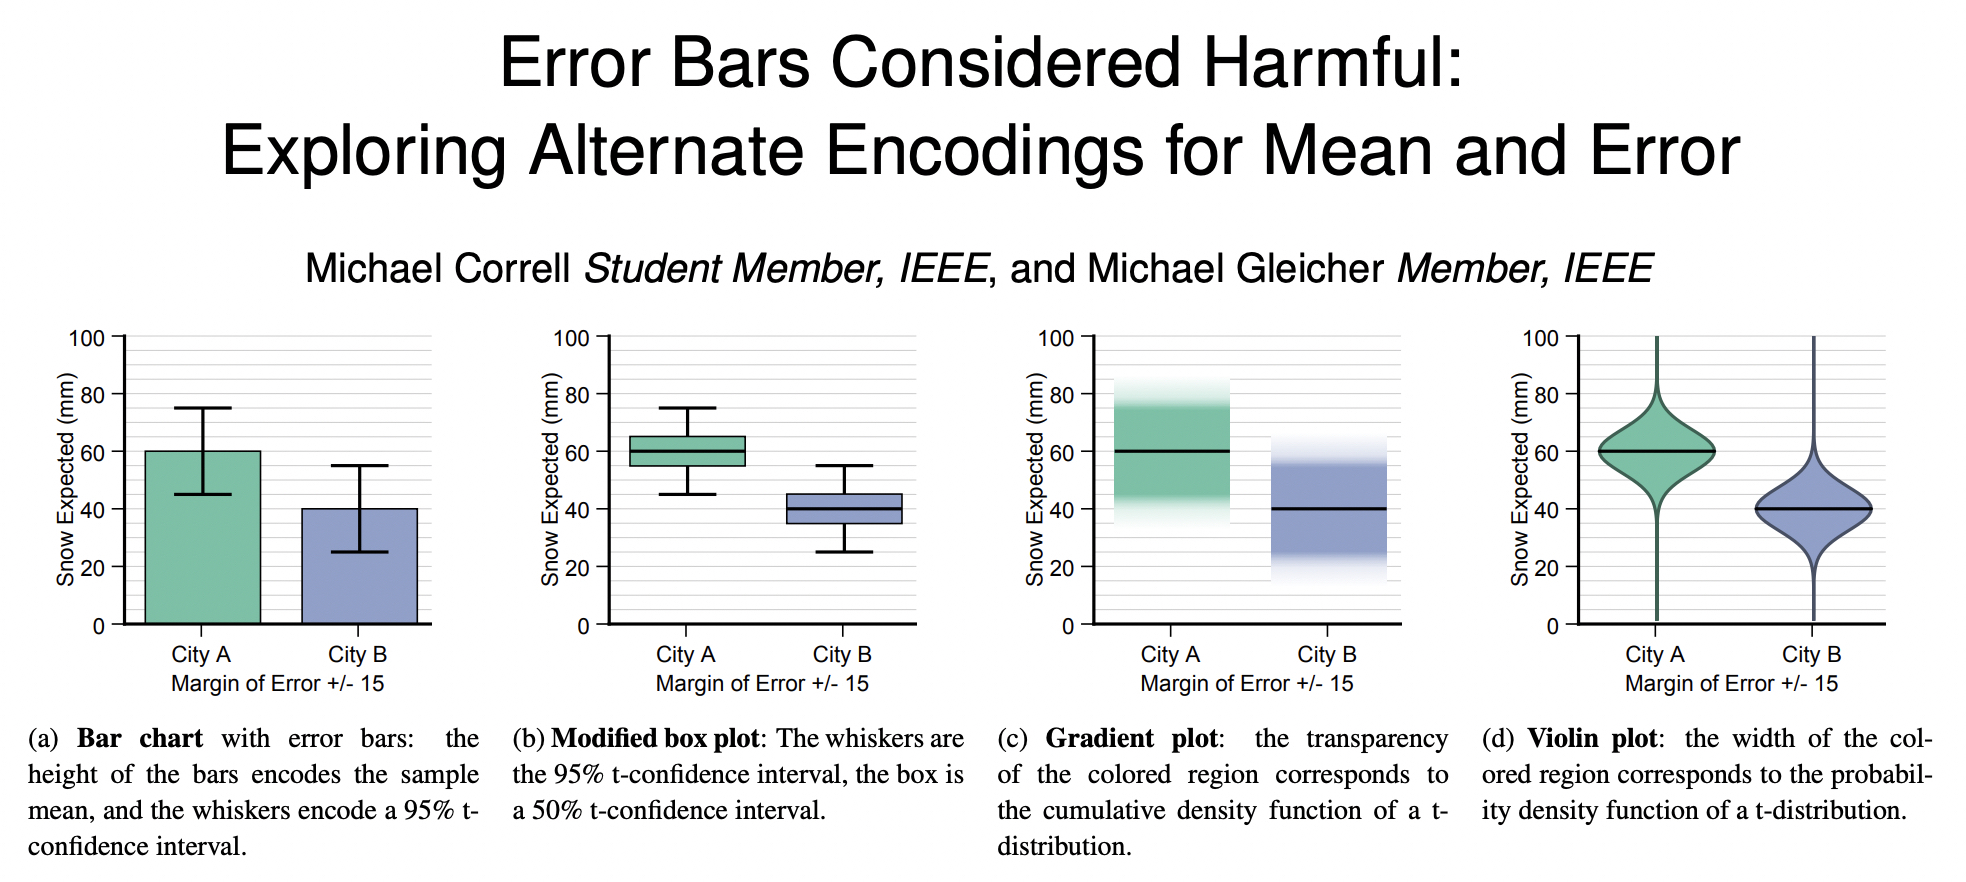 Error Bars Considered Harmful:
Exploring Alternate Encodings for Mean and Error
Michael Correll Student Member, IEEE, and Michael Gleicher Member, IEEE
100
80
60
40
20
0
Snow Expected (mm)
City A
City B
Margin of Error +/- 15
(a) Bar chart with error bars: the
height of the bars encodes the sample
mean, and the whiskers encode a 95% t-
confidence interval.
100
80
60
40
20
0
Snow Expected (mm)
City A
City B
Margin of Error +/- 15
(b) Modified box plot: The whiskers are
the 95% t-confidence interval, the box is
a 50% t-confidence interval.
100
80
60
40
20
0
Snow Expected (mm)
City A
City B
Margin of Error +/- 15
(c) Gradient plot: the transparency
of the colored region corresponds to
the cumulative density function of a t-
distribution.
100
80
60
40
20
0
Snow Expected (mm)
City A
City B
Margin of Error +/- 15
(d) Violin plot: the width of the col-
ored region corresponds to the probabil-
ity density function of a t-distribution.